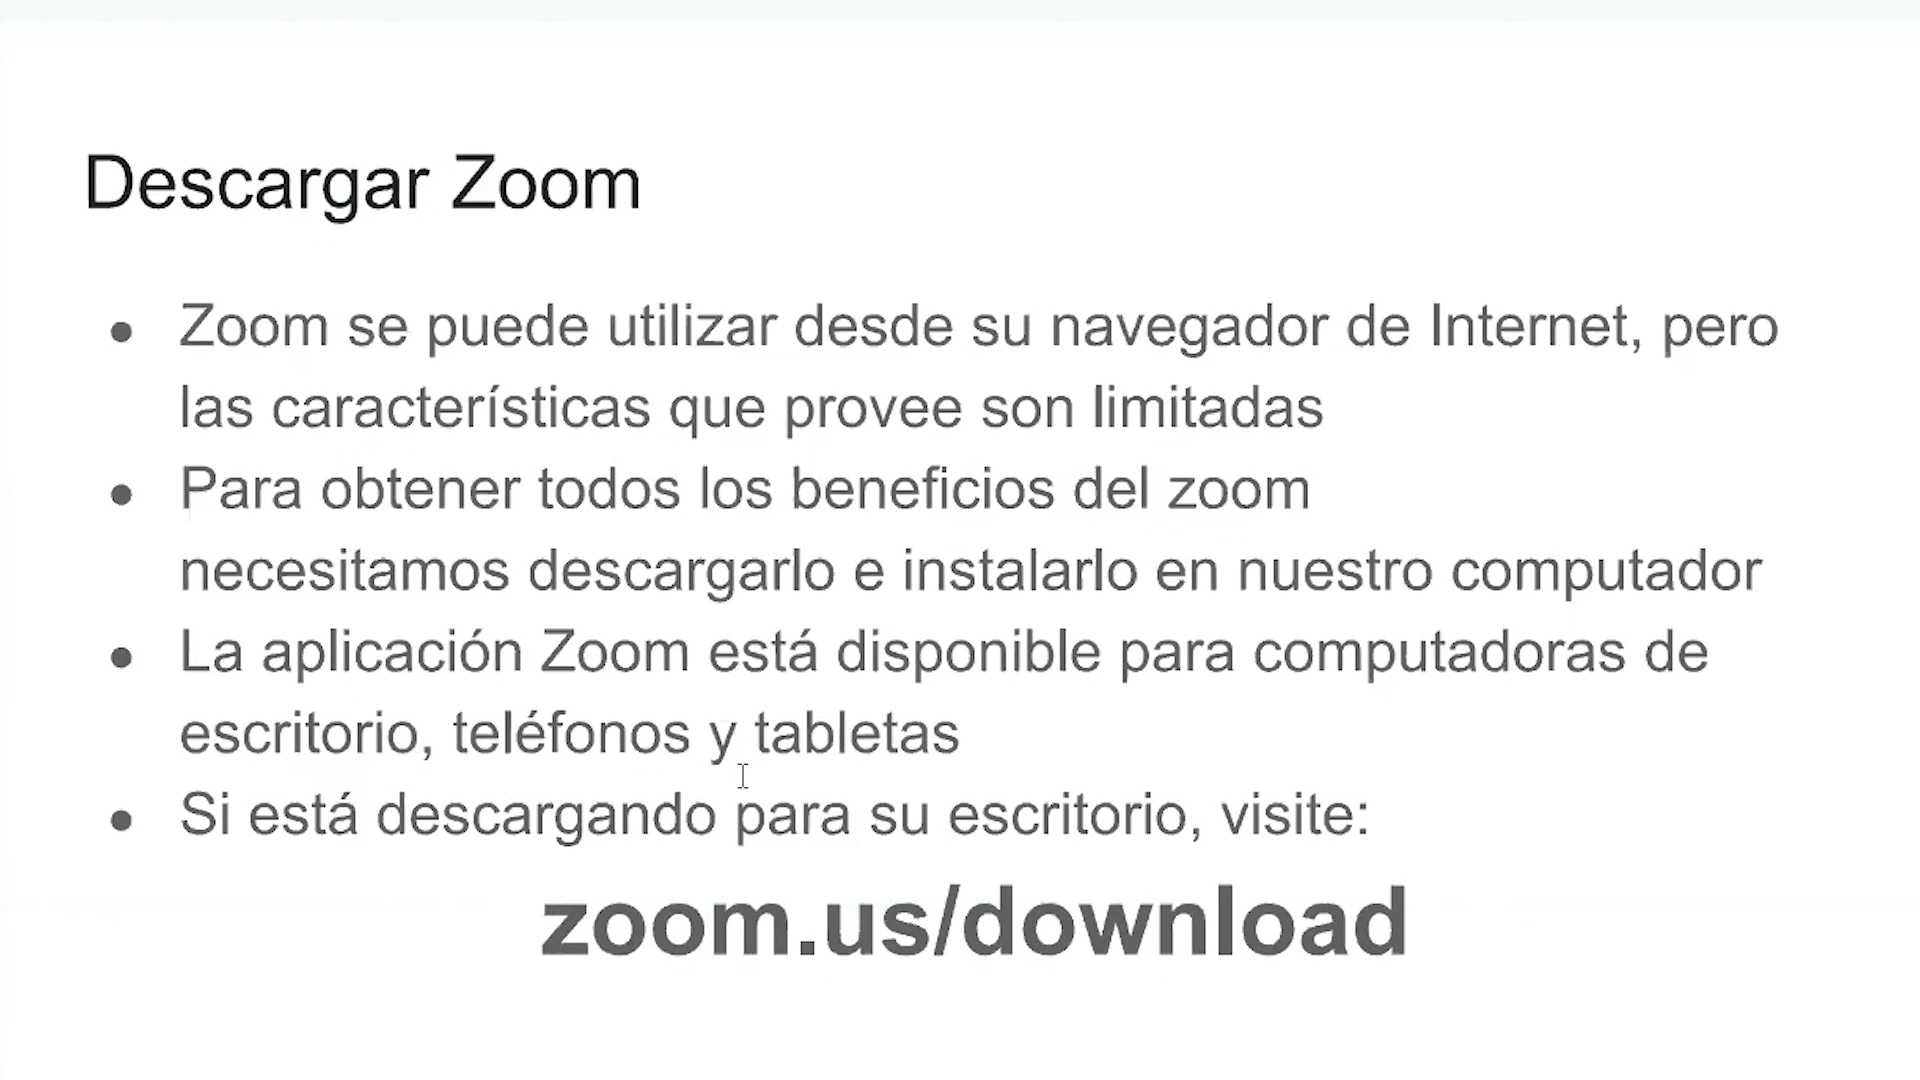 Descargar Zoom
● Zoom se puede utilizar desde su navegador de Internet, pero
las características que provee son limitadas
● Para obtener todos los beneficios del zoom
necesitamos descargarlo e instalarlo en nuestro computador
● La aplicación Zoom está disponible para computadoras de
escritorio, teléfonos y tabletas
● Si está descargando para su escritorio, visite:
zoom.us/download